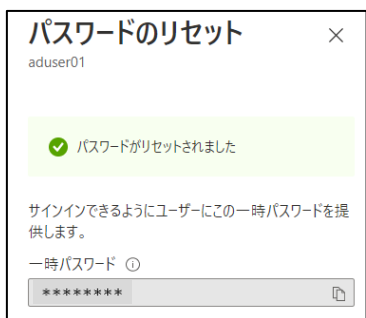 パスワードのリセット
aduser01
パスワードがリセットされました
サインインできるようにユーザーにこの一時パスワードを提
供します。
一時パスワード
********